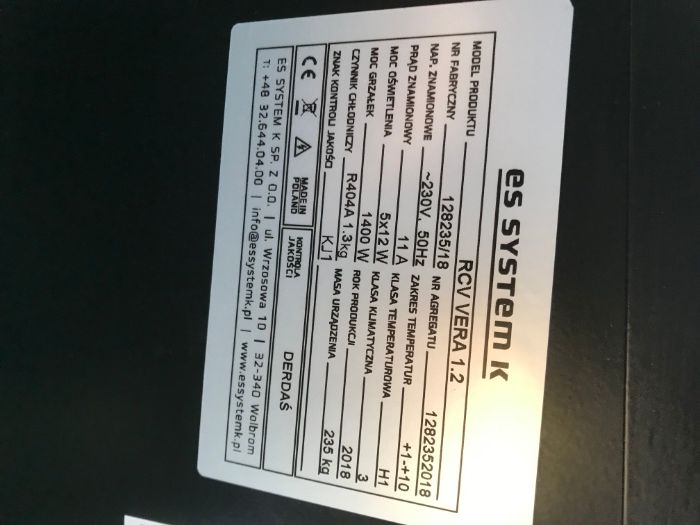 es system k
MODEL PRODUKTU RCV VERA 1.2
NR FABRYCZNY 128235/18 NR AGREGATU 1282352018
NAP. ZNAMIONOWE ~230V, 50Hz ZAKRES TEMPERATUR +1-+10
PRĄD ZNAMIONOWY 11 A KLASA TEMPERATUROWA H1
MOC OŚWIETLENIA 5x12 W KLASA KLIMATYCZNA 3
MOC GRZAŁEK 1400 W ROK PRODUKCJI 2018
CZYNNIK CHŁODNICZY R404A 1.3kg MASA URZĄDZENIA 235 kg
ZNAK KONTROLI JAKOŚCI KJ1
CE MADE IN POLAND KONTROLA JAKOŚCI DERDAŚ
ES SYSTEM K SP. Z O.O. | ul. Wrzosowa 10 | 32-340 Wolbrom
T: +48 32.644.04.00 | info@essystemk.pl | www.essystemk.pl